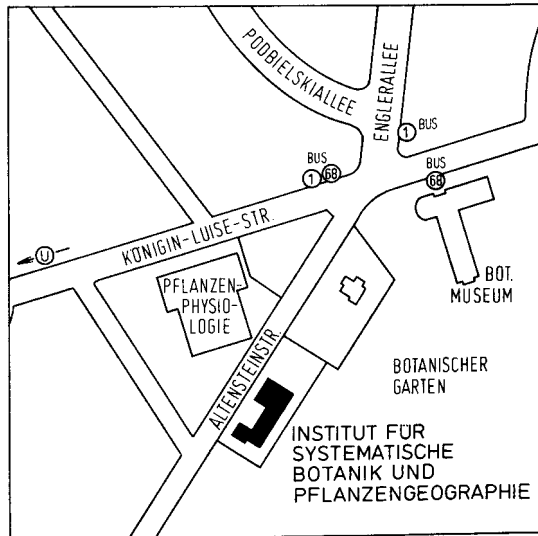 PODBIELSKIALLEE
ENGLERALLEE
1 BUS
BUS
1 68
BUS
68
U
KÖNIGIN-LUISE-STR.
PFLANZEN-
PHYSIO-
LOGIE
BOT.
MUSEUM
ALTENSTEINSTR.
BOTANISCHER
GARTEN
INSTITUT FÜR
SYSTEMATISCHE
BOTANIK UND
PFLANZENGEOGRAPHIE